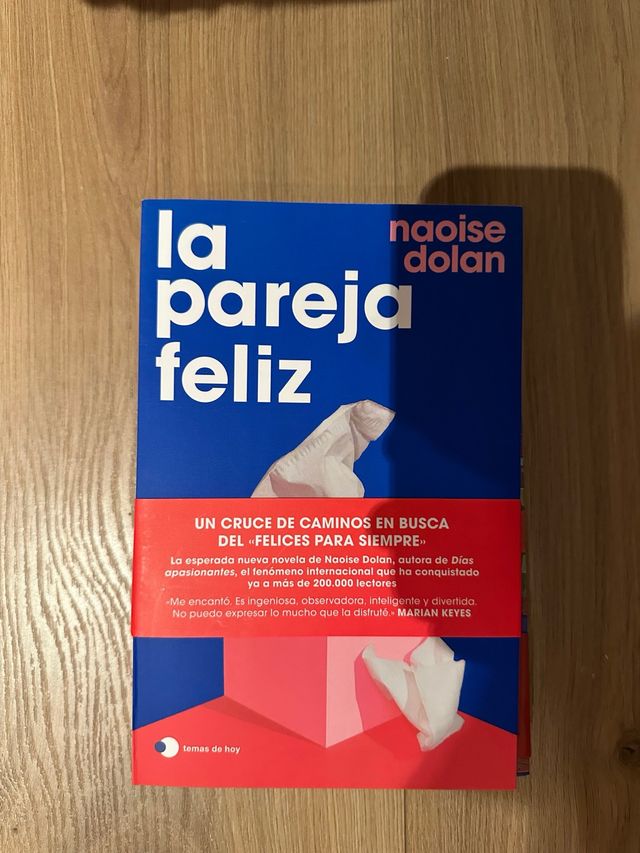 la
pareja
feliz
naoise
dolan
UN CRUCE DE CAMINOS EN BUSCA
DEL «FELICES PARA SIEMPRE»
La esperada nueva novela de Naoise Dolan, autora de Días
apasionantes, el fenómeno internacional que ha conquistado
ya a más de 200.000 lectores
«Me encantó. Es ingeniosa, observadora, inteligente y divertida.
No puedo expresar lo mucho que la disfruté.» MARIAN KEYES
temas de hoy